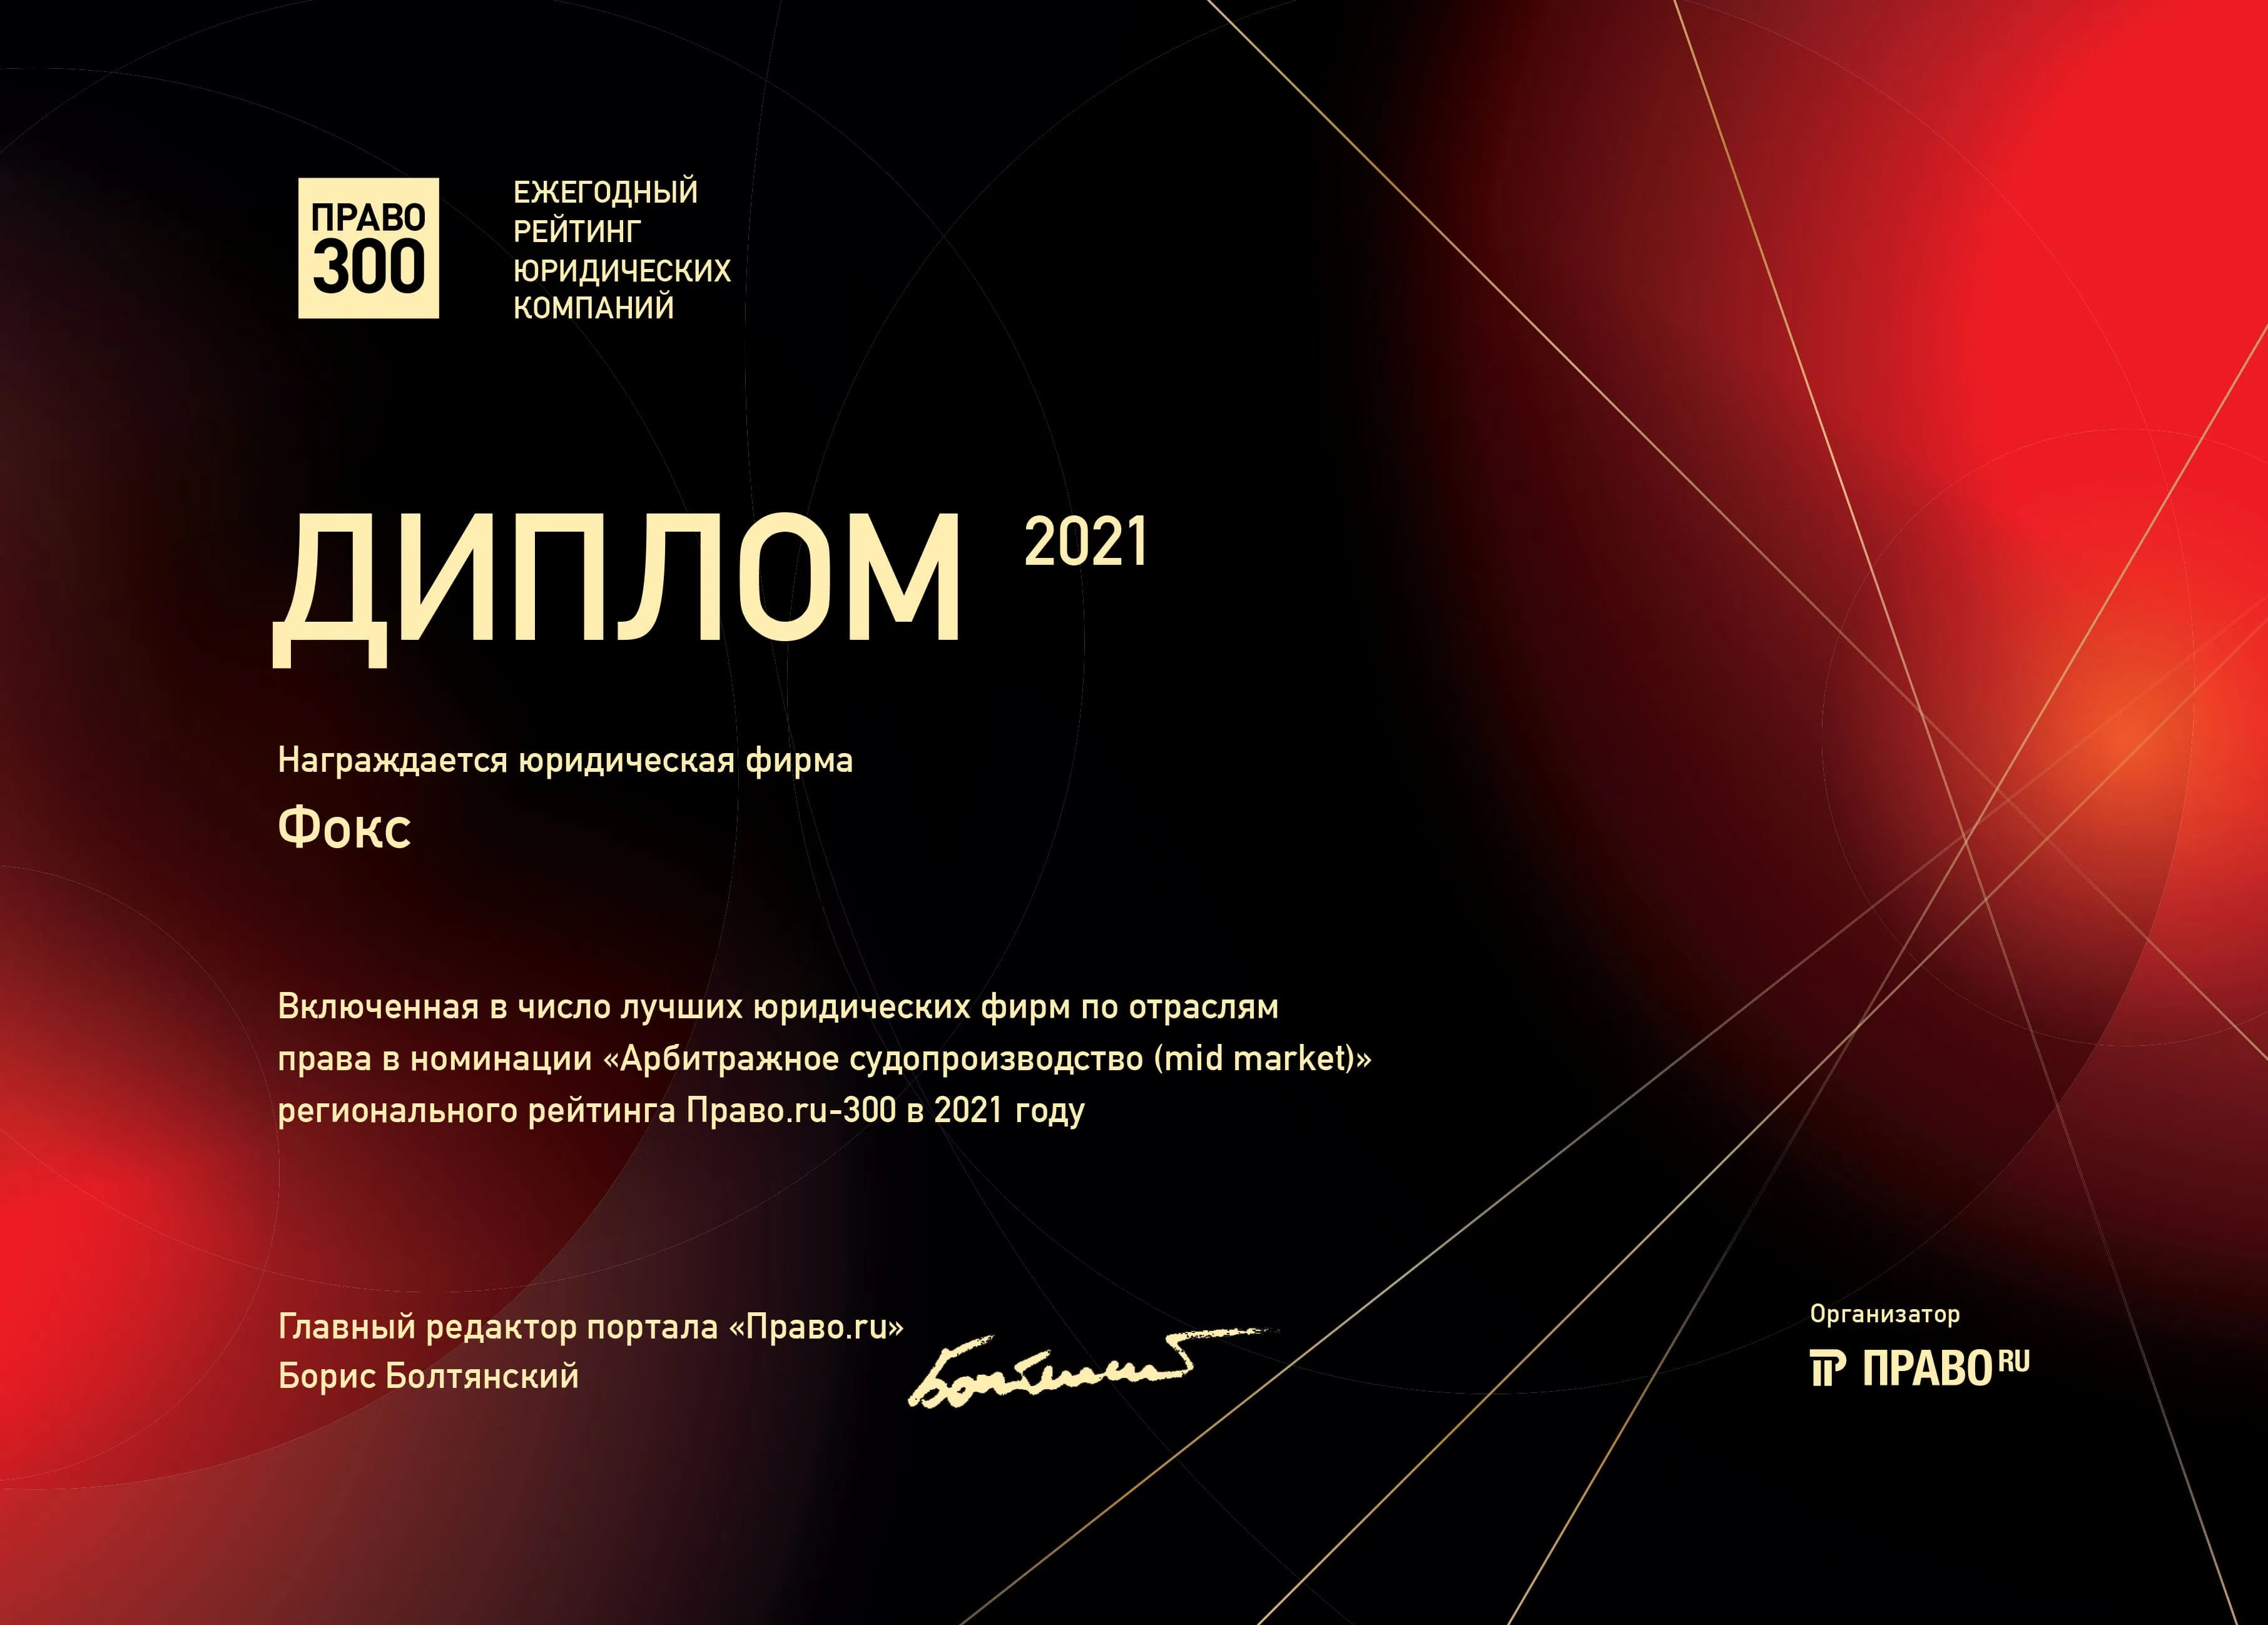 ПРАВО
300
ЕЖЕГОДНЫЙ
РЕЙТИНГ
ЮРИДИЧЕСКИХ
КОМПАНИЙ
ДИПЛОМ 2021
Награждается юридическая фирма
Фокс
Включенная в число лучших юридических фирм по отраслям
права в номинации «Арбитражное судопроизводство (mid market)»
регионального рейтинга Право.ru-300 в 2021 году
Главный редактор портала «Право.ru»
Борис Болтянский
Организатор
ПРАВО RU